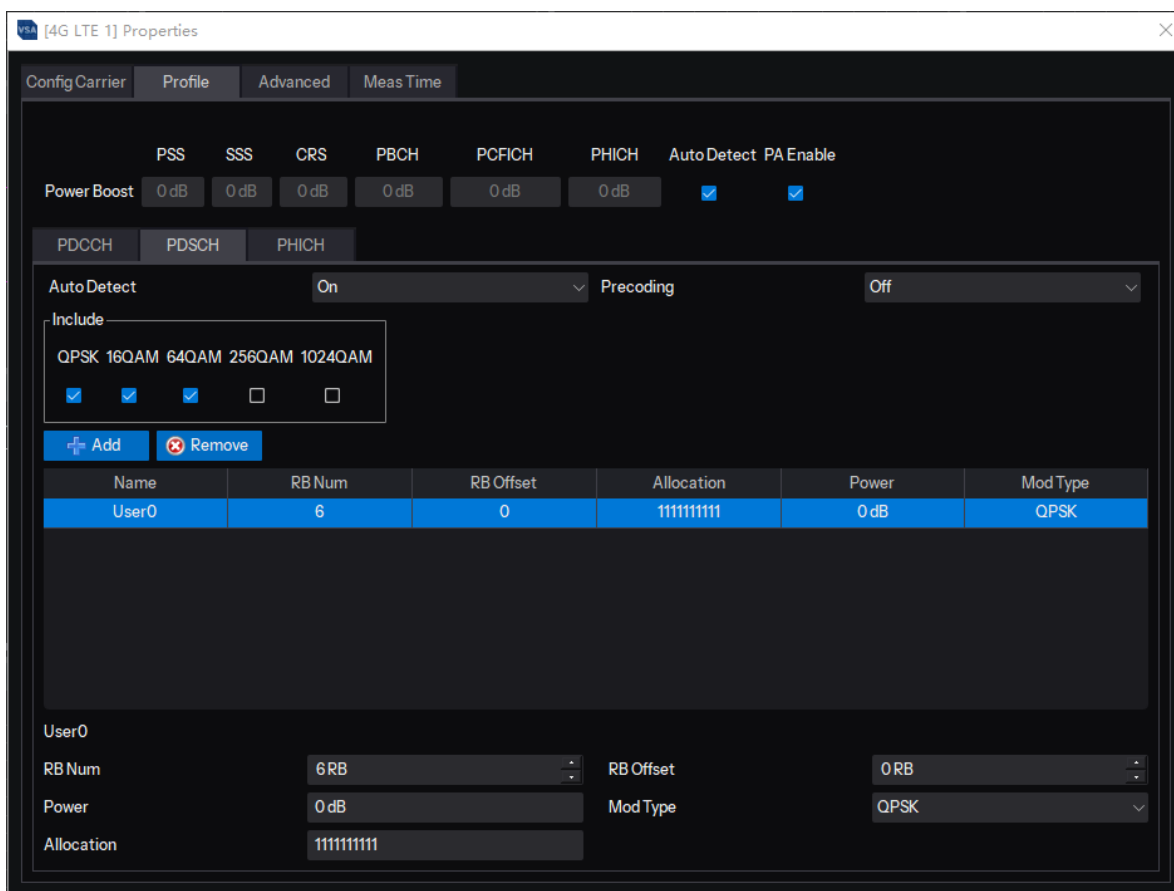 VSA [4G LTE 1] Properties
Config Carrier Profile Advanced Meas Time
PSS SSS CRS PBCH PCFICH PHICH Auto Detect PA Enable
Power Boost 0 dB 0 dB 0 dB 0 dB 0 dB 0 dB
PDCCH PDSCH PHICH
Auto Detect On Precoding Off
Include
QPSK 16QAM 64QAM 256QAM 1024QAM
Add Remove
Name RB Num RB Offset Allocation Power Mod Type
User0 6 0 1111111111 0 dB QPSK
User0
RB Num 6 RB RB Offset 0 RB
Power 0 dB Mod Type QPSK
Allocation 1111111111